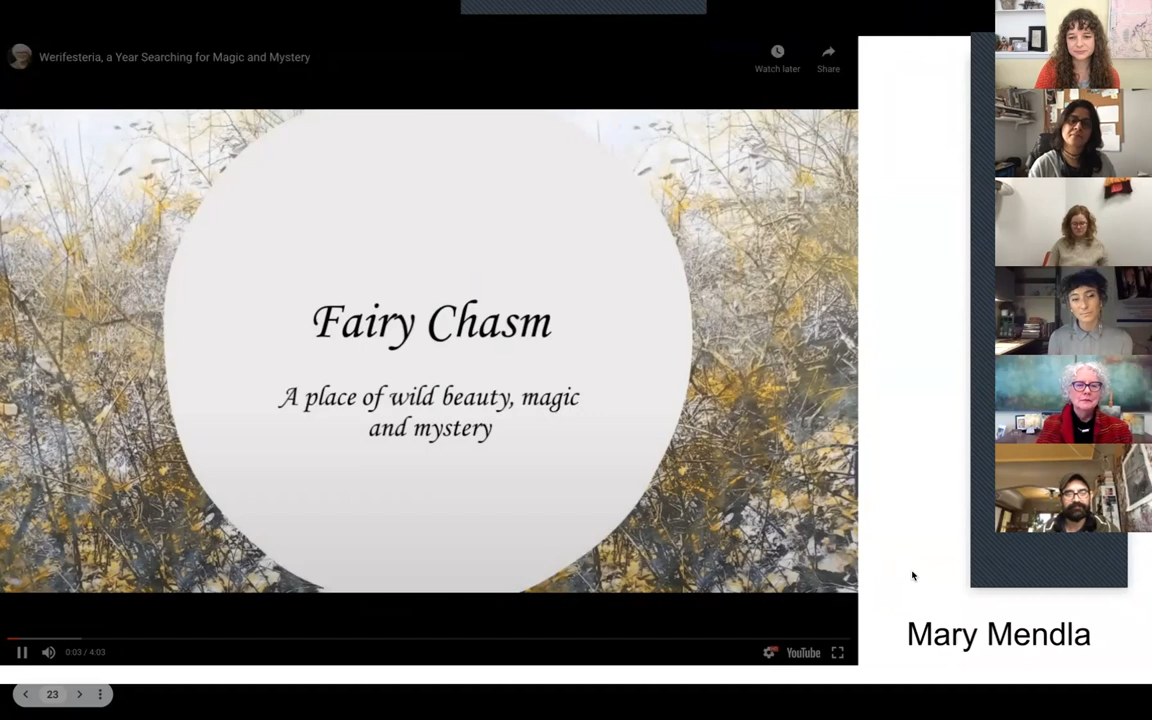 Werifesteria, a Year Searching for Magic and Mystery
Watch later
Share
Fairy Chasm
A place of wild beauty, magic
and mystery
0:03 / 4:03
YouTube
Mary Mendla
23